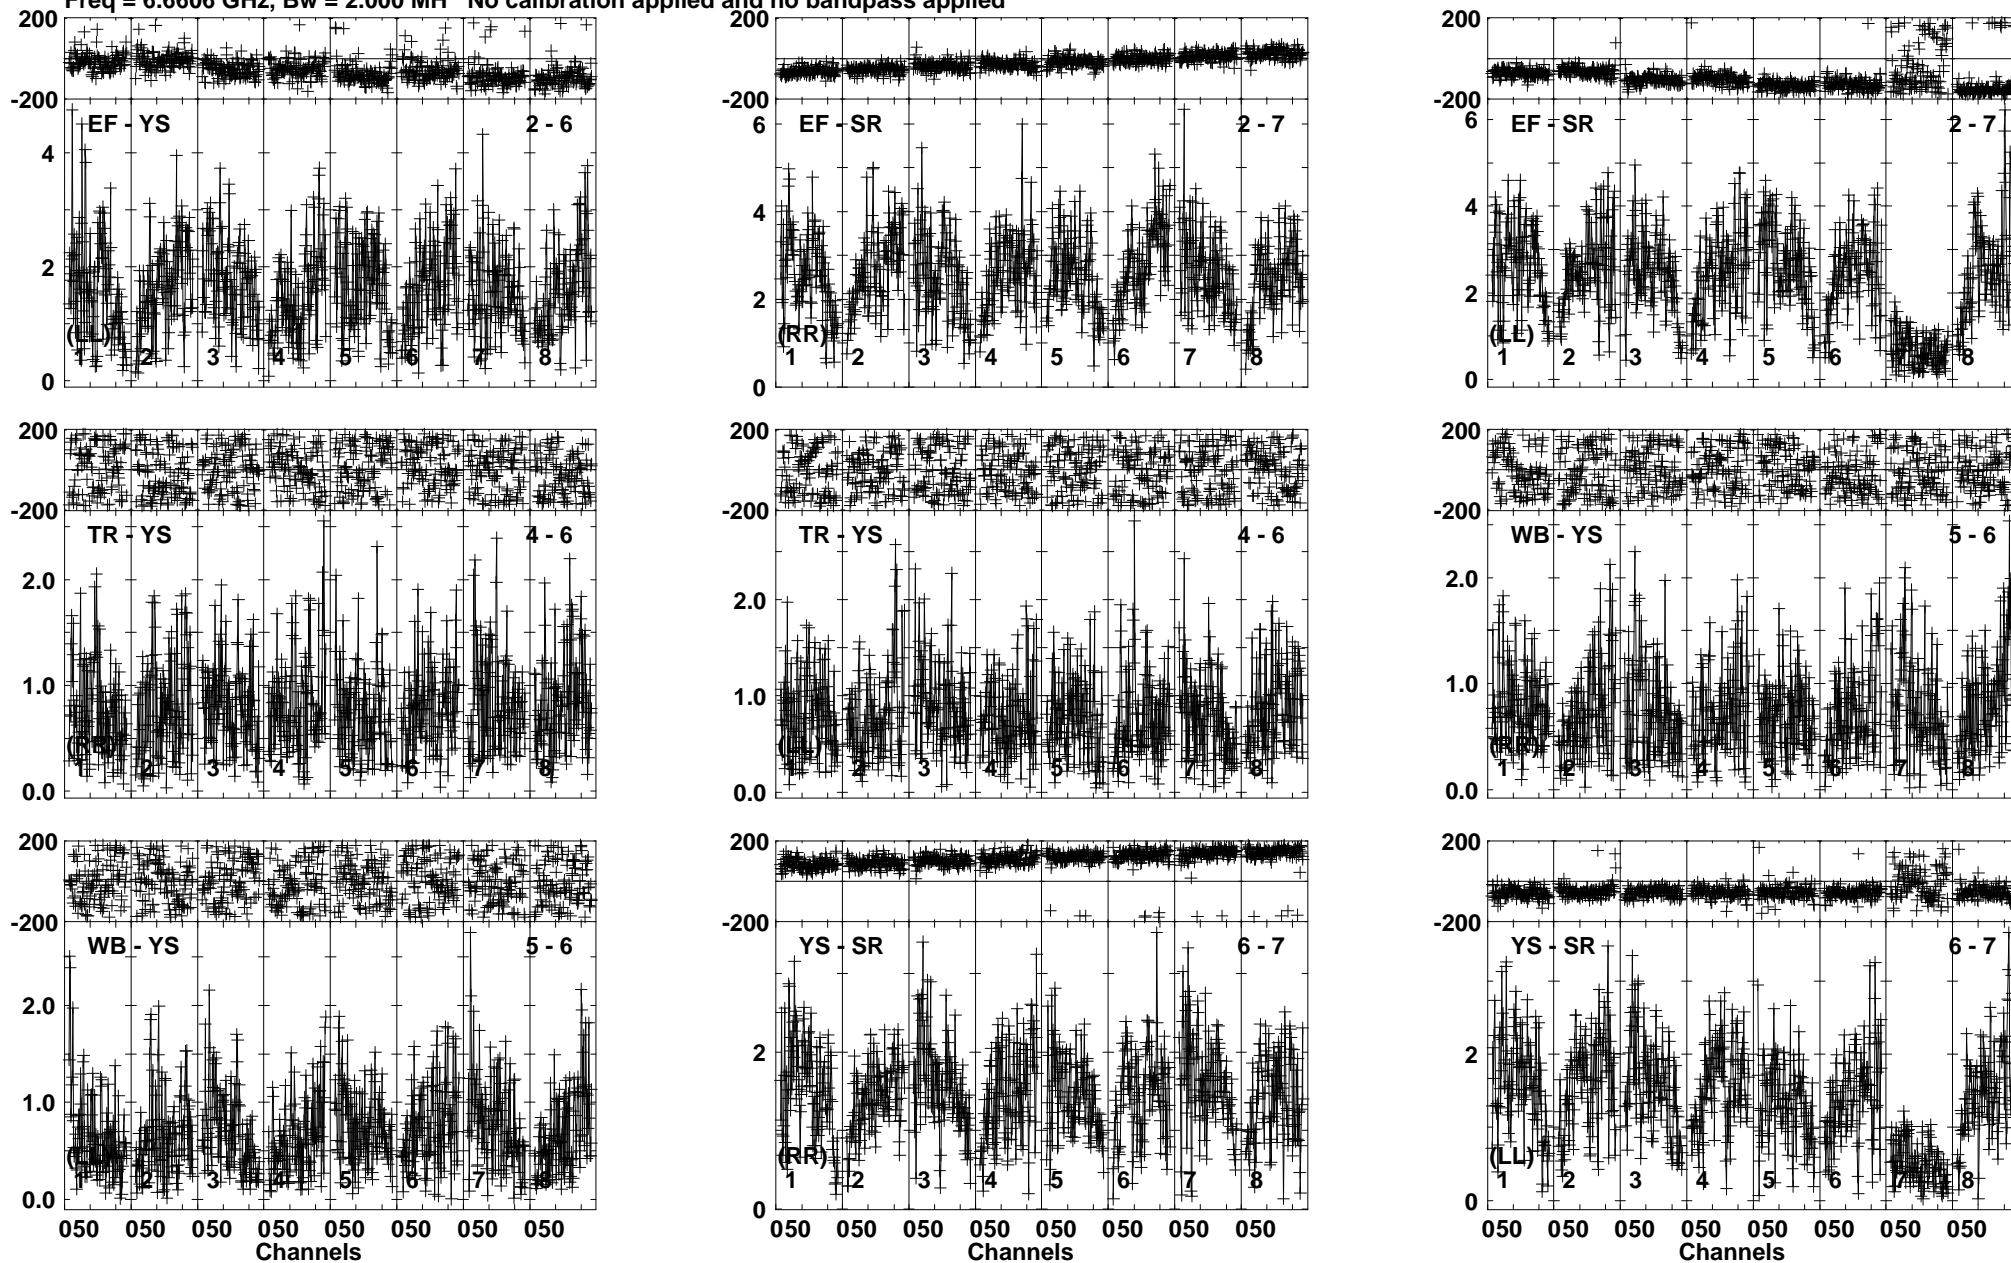 Freq = 6.6606 GHz, Bw = 2.000 MH No calibration applied and no bandpass applied
200
-200
EF - YS 2 - 6
4
2
0
(LL)
1 2 3 4 5 6 7 8
200
-200
EF - SR 2 - 7
6
4
2
0
(RR)
1 2 3 4 5 6 7 8
200
-200
EF - SR 2 - 7
6
4
2
0
(LL)
1 2 3 4 5 6 7 8
200
-200
TR - YS 4 - 6
2.0
1.0
0.0
(RR)
1 2 3 4 5 6 7 8
200
-200
TR - YS 4 - 6
2.0
1.0
0.0
(LL)
1 2 3 4 5 6 7 8
200
-200
WB - YS 5 - 6
2.0
1.0
0.0
(RR)
1 2 3 4 5 6 7 8
200
-200
WB - YS 5 - 6
2.0
1.0
0.0
(LL)
1 2 3 4 5 6 7 8
050 050 050 050 050 050 050 050
Channels
200
-200
YS - SR 6 - 7
2
0
(RR)
1 2 3 4 5 6 7 8
050 050 050 050 050 050 050 050
Channels
200
-200
YS - SR 6 - 7
2
0
(LL)
1 2 3 4 5 6 7 8
050 050 050 050 050 050 050 050
Channels